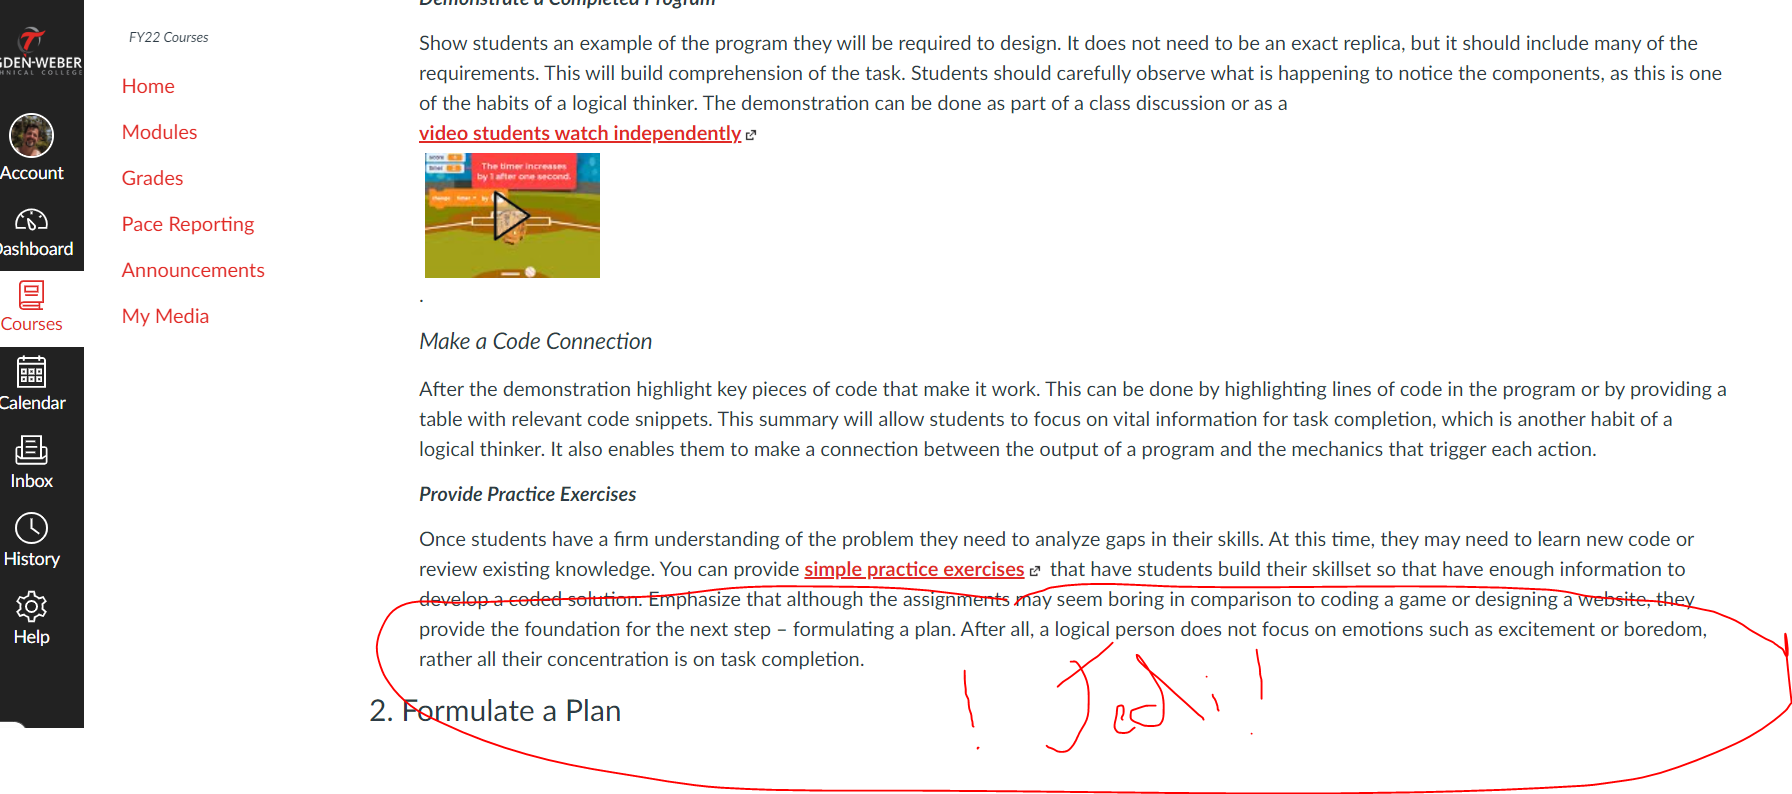 Demonstrate a Completed Program
GDEN-WEBER
HNICAL COLLEGE
Account
Dashboard
Courses
Calendar
Inbox
History
Help
FY22 Courses
Home
Modules
Grades
Pace Reporting
Announcements
My Media
Show students an example of the program they will be required to design. It does not need to be an exact replica, but it should include many of the
requirements. This will build comprehension of the task. Students should carefully observe what is happening to notice the components, as this is one
of the habits of a logical thinker. The demonstration can be done as part of a class discussion or as a
video students watch independently
score
timer
The timer increases
by 1 after one second.
change timer by
.
Make a Code Connection
After the demonstration highlight key pieces of code that make it work. This can be done by highlighting lines of code in the program or by providing a
table with relevant code snippets. This summary will allow students to focus on vital information for task completion, which is another habit of a
logical thinker. It also enables them to make a connection between the output of a program and the mechanics that trigger each action.
Provide Practice Exercises
Once students have a firm understanding of the problem they need to analyze gaps in their skills. At this time, they may need to learn new code or
review existing knowledge. You can provide simple practice exercises that have students build their skillset so that have enough information to
develop a coded solution. Emphasize that although the assignments may seem boring in comparison to coding a game or designing a website, they
provide the foundation for the next step – formulating a plan. After all, a logical person does not focus on emotions such as excitement or boredom,
rather all their concentration is on task completion.
! Jodi !
2. Formulate a Plan